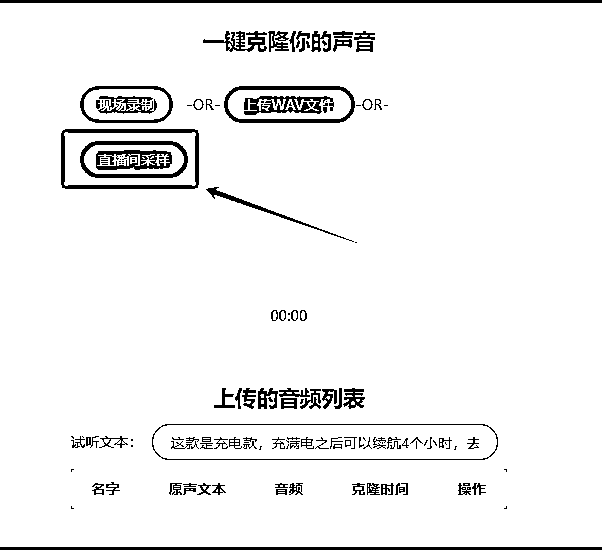 一键克隆你的声音
现场录制 -OR- 上传WAV文件 -OR-
直播间采样
00:00
上传的音频列表
试听文本： 这款是充电款，充满电之后可以续航4个小时，去
名字 原声文本 音频 克隆时间 操作